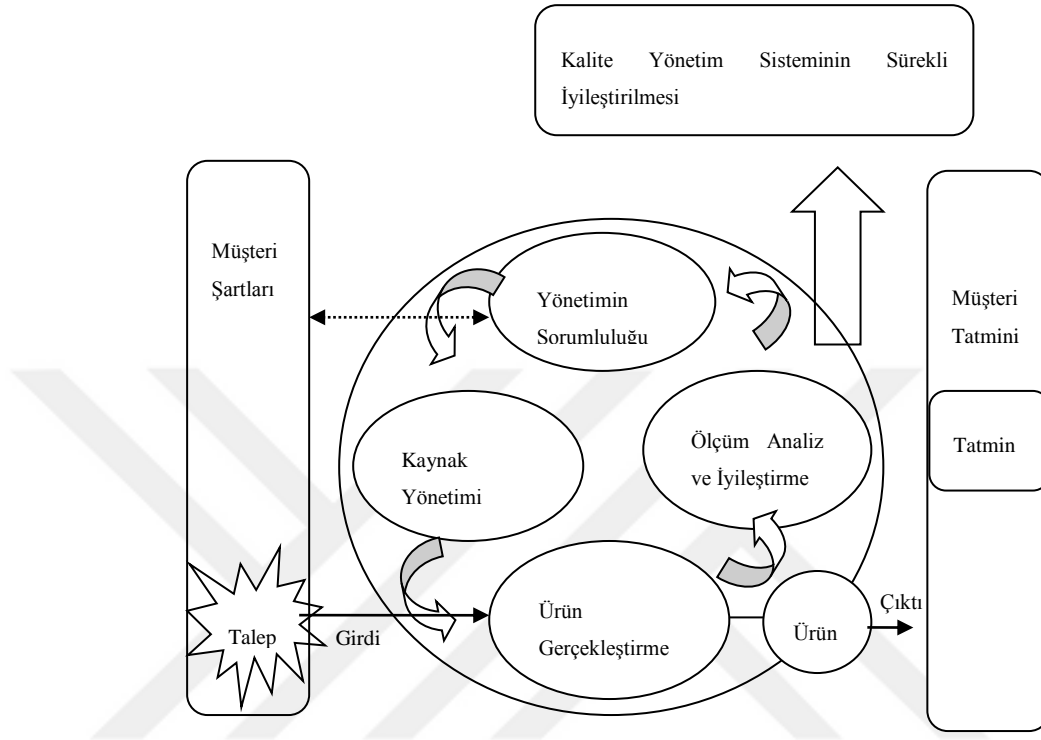 Kalite Yönetim Sisteminin Sürekli
İyileştirilmesi
Müşteri
Şartları
Yönetimin
Sorumluluğu
Müşteri
Tatmini
Kaynak
Yönetimi
Ölçüm Analiz
ve İyileştirme
Tatmin
Talep
Girdi
Ürün
Gerçekleştirme
Ürün
Çıktı